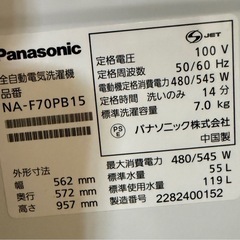 Panasonic
全自動電気洗濯機
品番
NA-F70PB15
外形寸法
幅 562 mm
奥行 572 mm
高さ 957 mm
S JET
定格電圧 100 V
定格周波数 50/60 Hz
電動機定格消費電力 480/545 W
定格時間 洗いのみ 14 分
標準洗濯容量 7.0 kg
PS E
パナソニック株式会社
中国製
最大消費電力 480/545 W
標準水量 55 L
標準使用水量 119 L
製造番号 2282400152